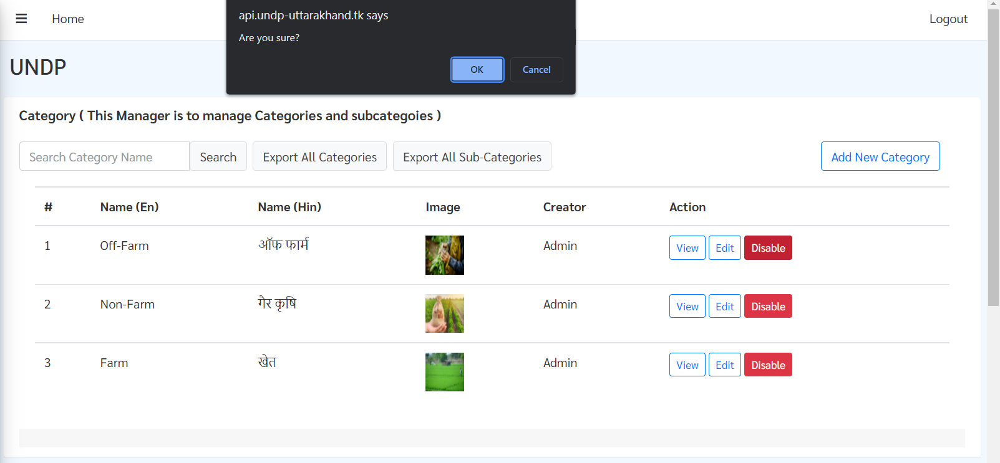 Home
Logout
api.undp-uttarakhand.tk says
Are you sure?
OK Cancel
UNDP
Category ( This Manager is to manage Categories and subcategoies )
Search Category Name Search Export All Categories Export All Sub-Categories Add New Category
# Name (En) Name (Hin) Image Creator Action
1 Off-Farm ऑफ फार्म Admin View Edit Disable
2 Non-Farm गैर कृषि Admin View Edit Disable
3 Farm खेत Admin View Edit Disable